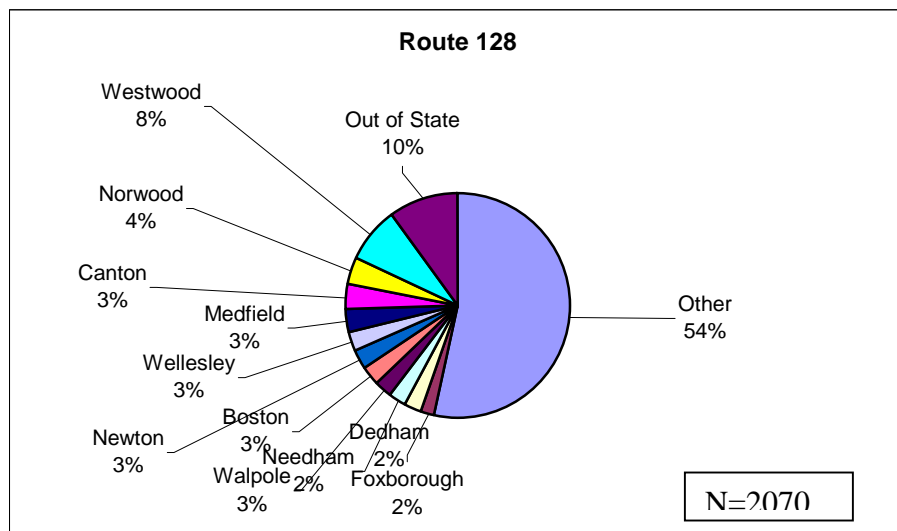 Route 128
Westwood
8%
Out of State
10%
Norwood
4%
Canton
3%
Medfield
3%
Wellesley
3%
Newton
3%
Boston
3%
Walpole
3%
Needham
2%
Dedham
2%
Foxborough
2%
Other
54%
N=2070